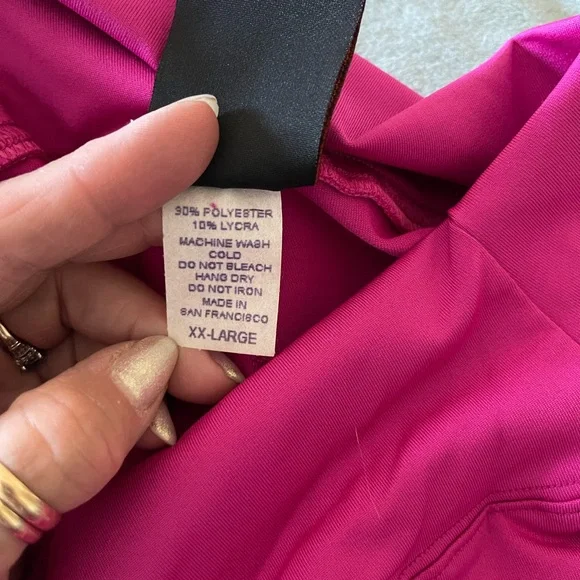 90% POLYESTER
10% LYCRA
MACHINE WASH
COLD
DO NOT BLEACH
HANG DRY
DO NOT IRON
MADE IN
SAN FRANCISCO
XX-LARGE